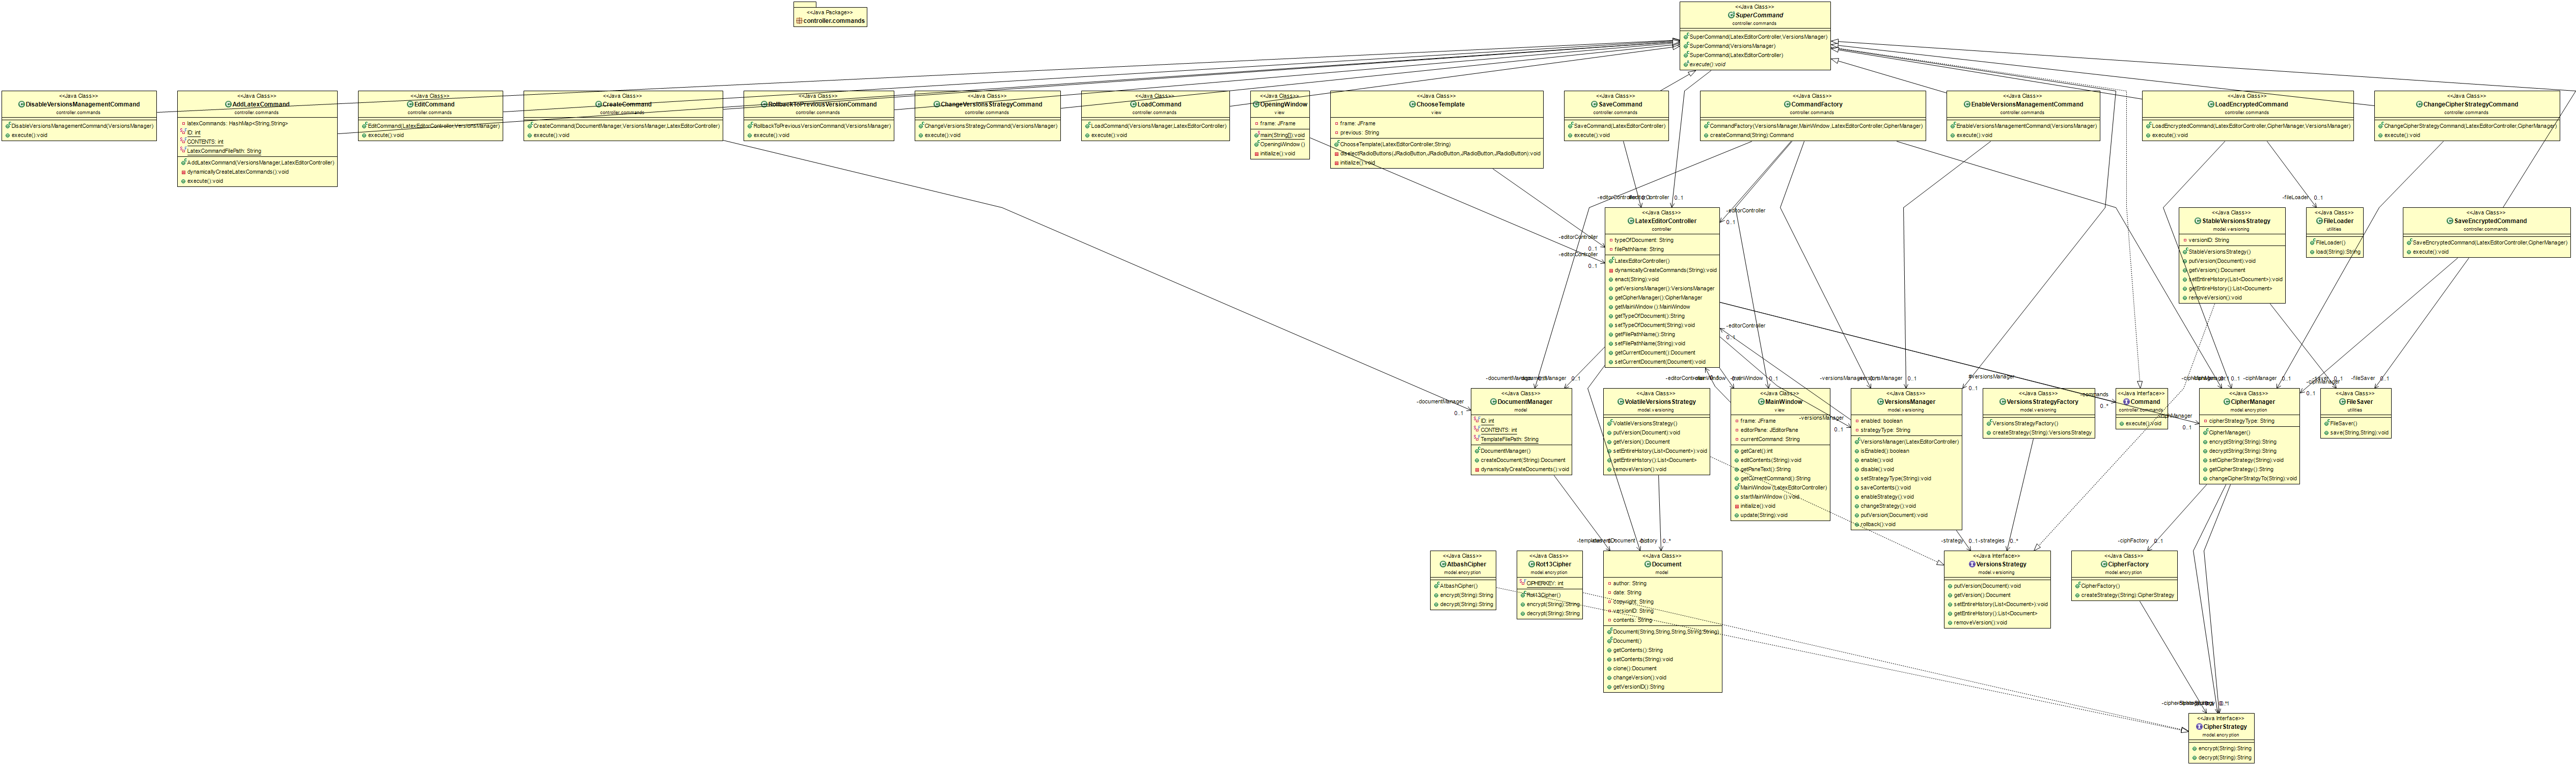 <<Java Package>>
controller.commands
<<Java Class>>
SuperCommand
controller.commands
SuperCommand(LatexEditorController,VersionsManager)
SuperCommand(VersionsManager)
SuperCommand(LatexEditorController)
execute():void
<<Java Class>>
DisableVersionsManagementCommand
controller.commands
DisableVersionsManagementCommand(VersionsManager)
execute():void
<<Java Class>>
AddLatexCommand
controller.commands
latexCommands: HashMap<String,String>
ID: int
CONTENTS: int
LatexCommandFilePath: String
AddLatexCommand(VersionsManager,LatexEditorController)
dynamicallyCreateLatexCommands():void
execute():void
<<Java Class>>
EditCommand
controller.commands
EditCommand(LatexEditorController,VersionsManager)
execute():void
<<Java Class>>
CreateCommand
controller.commands
CreateCommand(DocumentManager,VersionsManager,LatexEditorController)
execute():void
<<Java Class>>
RollbackToPreviousVersionCommand
controller.commands
RollbackToPreviousVersionCommand(VersionsManager)
execute():void
<<Java Class>>
ChangeVersionsStrategyCommand
controller.commands
ChangeVersionsStrategyCommand(VersionsManager)
execute():void
<<Java Class>>
LoadCommand
controller.commands
LoadCommand(VersionsManager,LatexEditorController)
execute():void
<<Java Class>>
OpeningWindow
view
frame: JFrame
main(String[]):void
OpeningWindow()
initialize():void
<<Java Class>>
ChooseTemplate
view
frame: JFrame
previous: String
ChooseTemplate(LatexEditorController,String)
diselectRadioButtons(JRadioButton,JRadioButton,JRadioButton,JRadioButton):void
initialize():void
<<Java Class>>
SaveCommand
controller.commands
SaveCommand(LatexEditorController)
execute():void
<<Java Class>>
CommandFactory
controller.commands
CommandFactory(VersionsManager,MainWindow,LatexEditorController,CipherManager)
createCommand(String):Command
<<Java Class>>
EnableVersionsManagementCommand
controller.commands
EnableVersionsManagementCommand(VersionsManager)
execute():void
<<Java Class>>
LoadEncryptedCommand
controller.commands
LoadEncryptedCommand(LatexEditorController,CipherManager,VersionsManager)
execute():void
<<Java Class>>
ChangeCipherStrategyCommand
controller.commands
ChangeCipherStrategyCommand(LatexEditorController,CipherManager)
execute():void
0..1
-fileLoader 0..1
<<Java Class>>
LatexEditorController
controller
typeOfDocument: String
filePathName: String
LatexEditorController()
dynamicallyCreateCommands(String):void
enact(String):void
getVersionsManager():VersionsManager
getCipherManager():CipherManager
getMainWindow():MainWindow
getTypeOfDocument():String
setTypeOfDocument(String):void
getFilePathName():String
setFilePathName(String):void
getCurrentDocument():Document
setCurrentDocument(Document):void
-editorController
0..1
-editorController
0..1
-editorController
0..1
-editorController
0..1
<<Java Class>>
StableVersionsStrategy
model.versioning
versionID: String
StableVersionsStrategy()
putVersion(Document):void
getVersion():Document
setEntireHistory(List<Document>):void
getEntireHistory():List<Document>
removeVersion():void
<<Java Class>>
FileLoader
utilities
FileLoader()
load(String):String
<<Java Class>>
SaveEncryptedCommand
controller.commands
SaveEncryptedCommand(LatexEditorController,CipherManager)
execute():void
0..1
0..1
0..1
0..1
-ciphManager 0..1
-fileSaver 0..1
-documentManager
0..1
<<Java Class>>
DocumentManager
model
ID: int
CONTENTS: int
TemplateFilePath: String
DocumentManager()
createDocument(String):Document
dynamicallyCreateDocuments():void
<<Java Class>>
VolatileVersionsStrategy
model.versioning
VolatileVersionsStrategy()
putVersion(Document):void
getVersion():Document
setEntireHistory(List<Document>):void
getEntireHistory():List<Document>
removeVersion():void
<<Java Class>>
MainWindow
view
frame: JFrame
editorPane: JEditorPane
currentCommand: String
getCaret():int
editContents(String):void
getPaneText():String
getCurrentCommand():String
MainWindow(LatexEditorController)
startMainWindow():void
initialize():void
update(String):void
-versionsManager
0..1
<<Java Class>>
VersionsManager
model.versioning
enabled: boolean
strategyType: String
VersionsManager(LatexEditorController)
isEnabled():boolean
enable():void
disable():void
setStrategyType(String):void
saveContents():void
enableStrategy():void
changeStrategy():void
putVersion(Document):void
rollback():void
#versionsManager
0..1
<<Java Class>>
VersionsStrategyFactory
model.versioning
VersionsStrategyFactory()
createStrategy(String):VersionsStrategy
-commands
0..*
<<Java Interface>>
Command
controller.commands
execute():void
0..1
<<Java Class>>
CipherManager
model.encryption
cipherStrategyType: String
CipherManager()
encryptString(String):String
decryptString(String):String
setCipherStrategy(String):void
getCipherStrategy():String
changeCipherStratgyTo(String):void
-ciphManager
0..1
<<Java Class>>
FileSaver
utilities
FileSaver()
save(String,String):void
<<Java Class>>
AtbashCipher
model.encryption
AtbashCipher()
encrypt(String):String
decrypt(String):String
<<Java Class>>
Rot13Cipher
model.encryption
CIPHERKEY: int
Rot13Cipher()
encrypt(String):String
decrypt(String):String
0..*
<<Java Class>>
Document
model
author: String
date: String
copyright: String
versionID: String
contents: String
Document(String,String,String,String,String)
Document()
getContents():String
setContents(String):void
clone():Document
changeVersion():void
getVersionID():String
-strategy 0..1
-strategies 0..*
<<Java Interface>>
VersionsStrategy
model.versioning
putVersion(Document):void
getVersion():Document
setEntireHistory(List<Document>):void
getEntireHistory():List<Document>
removeVersion():void
-ciphFactory 0..1
<<Java Class>>
CipherFactory
model.encryption
CipherFactory()
createStrategy(String):CipherStrategy
<<Java Interface>>
CipherStrategy
model.encryption
encrypt(String):String
decrypt(String):String